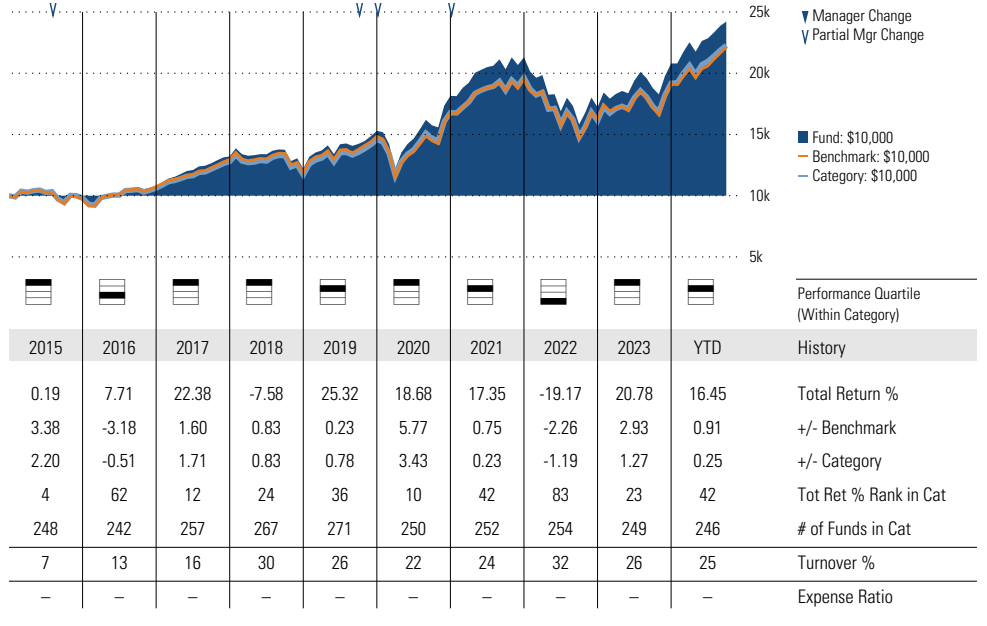 25k
20k
15k
10k
5k
Manager Change
Partial Mgr Change
Fund: $10,000
Benchmark: $10,000
Category: $10,000
Performance Quartile
(Within Category)
2015 2016 2017 2018 2019 2020 2021 2022 2023 YTD History
0.19 7.71 22.38 -7.58 25.32 18.68 17.35 -19.17 20.78 16.45 Total Return %
3.38 -3.18 1.60 0.83 0.23 5.77 0.75 -2.26 2.93 0.91 +/- Benchmark
2.20 -0.51 1.71 0.83 0.78 3.43 0.23 -1.19 1.27 0.25 +/- Category
4 62 12 24 36 10 42 83 23 42 Tot Ret % Rank in Cat
248 242 257 267 271 250 252 254 249 246 # of Funds in Cat
7 13 16 30 26 22 24 32 26 25 Turnover %
– – – – – – – – – – Expense Ratio